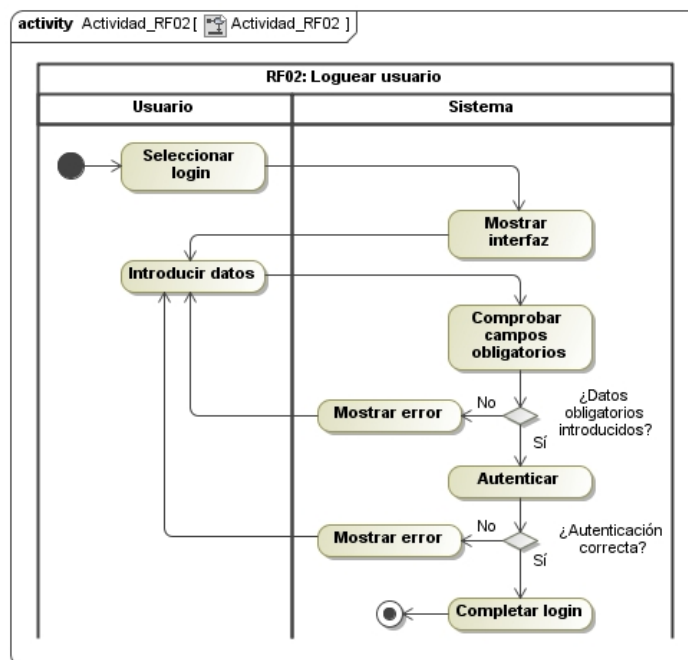 activity Actividad_RF02[ Actividad_RF02 ]
RF02: Loguear usuario
Usuario
Sistema
Seleccionar
login
Mostrar
interfaz
Introducir datos
Comprobar
campos
obligatorios
Mostrar error
No
¿Datos
obligatorios
introducidos?
Sí
Autenticar
Mostrar error
No
¿Autenticación
correcta?
Sí
Completar login